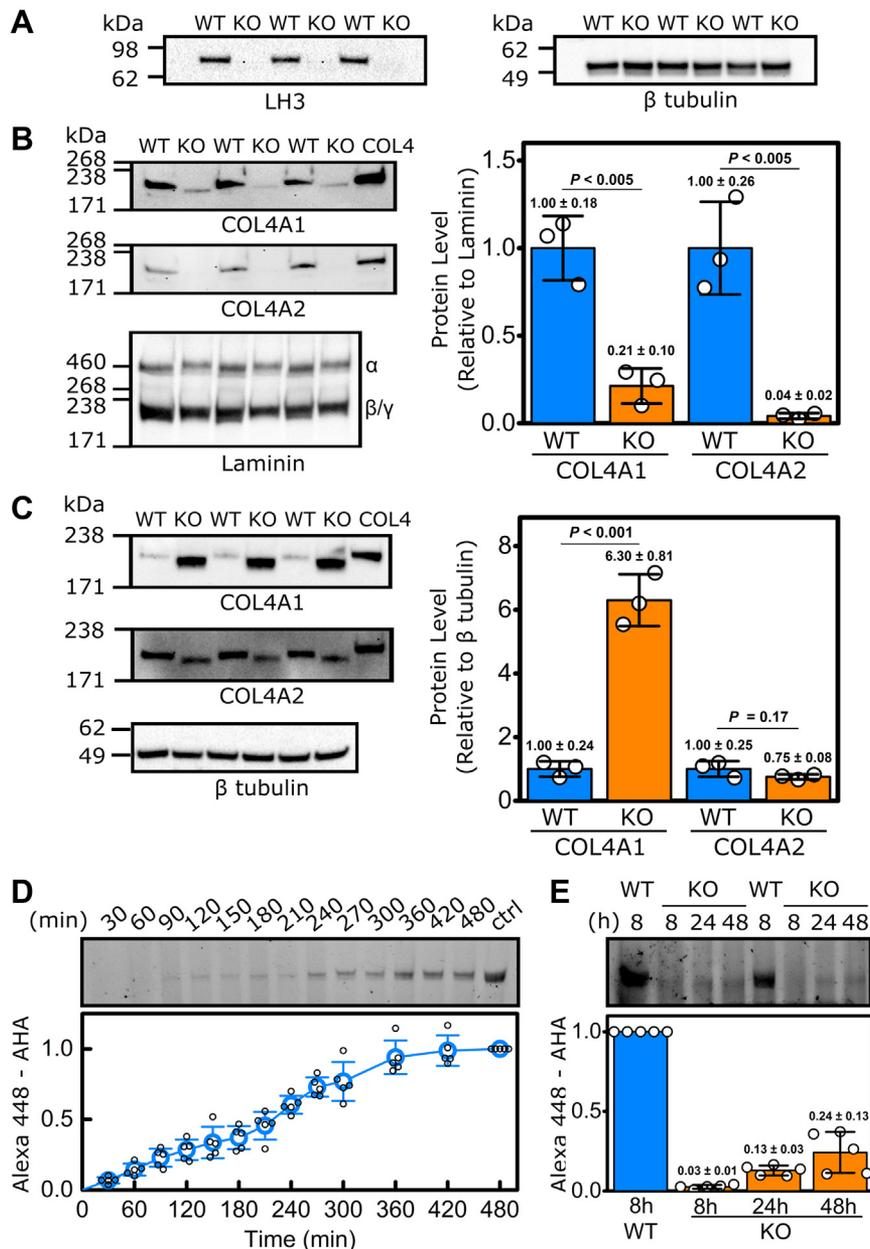 A
kDa WT KO WT KO WT KO
98
62
LH3
WT KO WT KO WT KO
62
49
β tubulin
B
kDa
WT KO WT KO WT KO COL4
268
238
171
COL4A1
268
238
171
COL4A2
460
268
238
171
α
β/γ
Laminin
Protein Level
(Relative to Laminin)
1.5
1.0
0.5
0.0
P < 0.005
P < 0.005
1.00 ± 0.18
1.00 ± 0.26
0.21 ± 0.10
0.04 ± 0.02
WT KO WT KO
COL4A1 COL4A2
C
kDa
WT KO WT KO WT KO COL4
238
171
COL4A1
238
171
COL4A2
62
49
β tubulin
Protein Level
(Relative to β tubulin)
8
6
4
2
0
P < 0.001
6.30 ± 0.81
P = 0.17
1.00 ± 0.24
1.00 ± 0.25
0.75 ± 0.08
WT KO WT KO
COL4A1 COL4A2
D
(min) 30 60 90 120 150 180 210 240 270 300 360 420 480 ctrl
Alexa 448 - AHA
1.0
0.5
0.0
0 60 120 180 240 300 360 420 480
Time (min)
E
WT KO WT KO
(h) 8 8 24 48 8 8 24 48
Alexa 448 - AHA
1.0
0.5
0.0
0.03 ± 0.01
0.13 ± 0.03
0.24 ± 0.13
8h 8h 24h 48h
WT KO